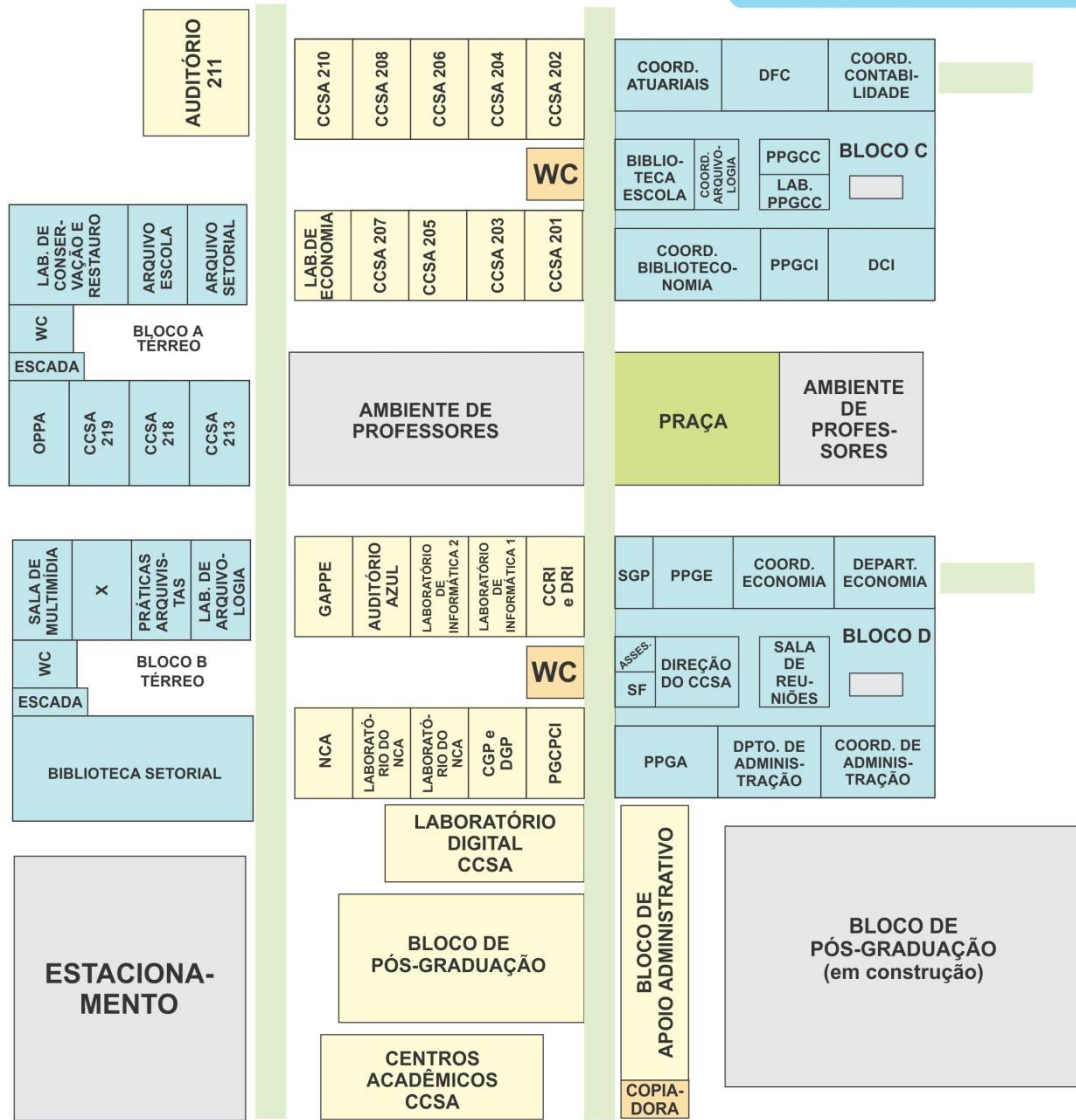 AUDITÓRIO
211
CCSA 210
CCSA 208
CCSA 206
CCSA 204
CCSA 202
COORD.
ATUARIAIS
DFC
COORD.
CONTABI-
LIDADE
WC
BIBLIO-
TECA
ESCOLA
COORD.
ARQUIVO-
LOGIA
PPGCC
LAB.
PPGCC
BLOCO C
LAB. DE
CONSER-
VAÇÃO E
RESTAURO
ARQUIVO
ESCOLA
ARQUIVO
SETORIAL
LAB.DE
ECONOMIA
CCSA 207
CCSA 205
CCSA 203
CCSA 201
COORD.
BIBLIOTECO-
NOMIA
PPGCI
DCI
WC
BLOCO A
TÉRREO
ESCADA
OPPA
CCSA
219
CCSA
218
CCSA
213
AMBIENTE DE
PROFESSORES
PRAÇA
AMBIENTE
DE
PROFES-
SORES
SALA DE
MULTIMÍDIA
X
PRÁTICAS
ARQUIVIS-
TAS
LAB. DE
ARQUIVO-
LOGIA
GAPPE
AUDITÓRIO
AZUL
LABORATÓRIO
DE
INFORMÁTICA 2
LABORATÓRIO
DE
INFORMÁTICA 1
CCRI
e DRI
SGP
PPGE
COORD.
ECONOMIA
DEPART.
ECONOMIA
WC
BLOCO B
TÉRREO
ESCADA
WC
ASSES.
SF
DIREÇÃO
DO CCSA
SALA
DE
REU-
NIÕES
BLOCO D
BIBLIOTECA SETORIAL
NCA
LABORATÓ-
RIO DO
NCA
LABORATÓ-
RIO DO
NCA
CGP e
DGP
PGCPCI
PPGA
DPTO. DE
ADMINIS-
TRAÇÃO
COORD. DE
ADMINIS-
TRAÇÃO
LABORATÓRIO
DIGITAL
CCSA
ESTACIONA-
MENTO
BLOCO DE
PÓS-GRADUAÇÃO
BLOCO DE
APOIO ADMINISTRATIVO
BLOCO DE
PÓS-GRADUAÇÃO
(em construção)
CENTROS
ACADÊMICOS
CCSA
COPIA-
DORA